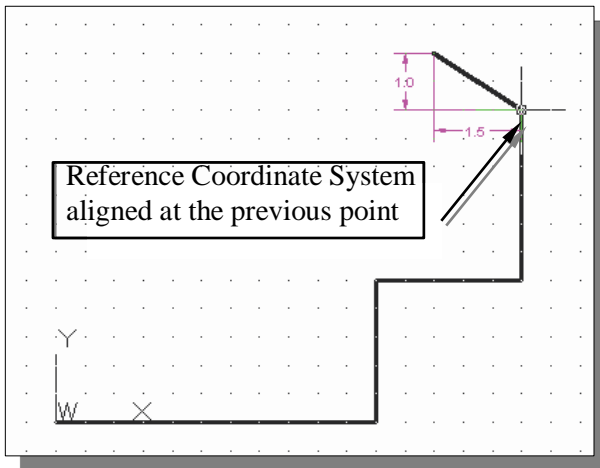 1.0
1.5
Reference Coordinate System
aligned at the previous point
Y
W X